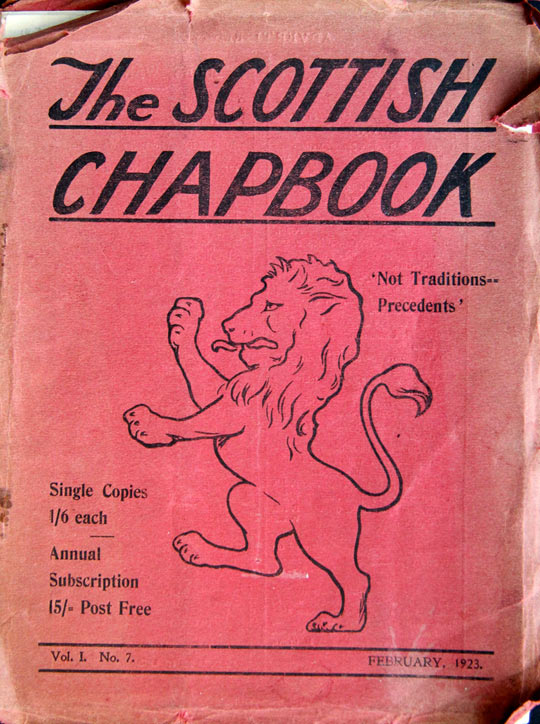 The SCOTTISH
CHAPBOOK
'Not Traditions--
Precedents'
Single Copies
1/6 each
Annual
Subscription
15/- Post Free
Vol. I. No. 7.
FEBRUARY, 1923.